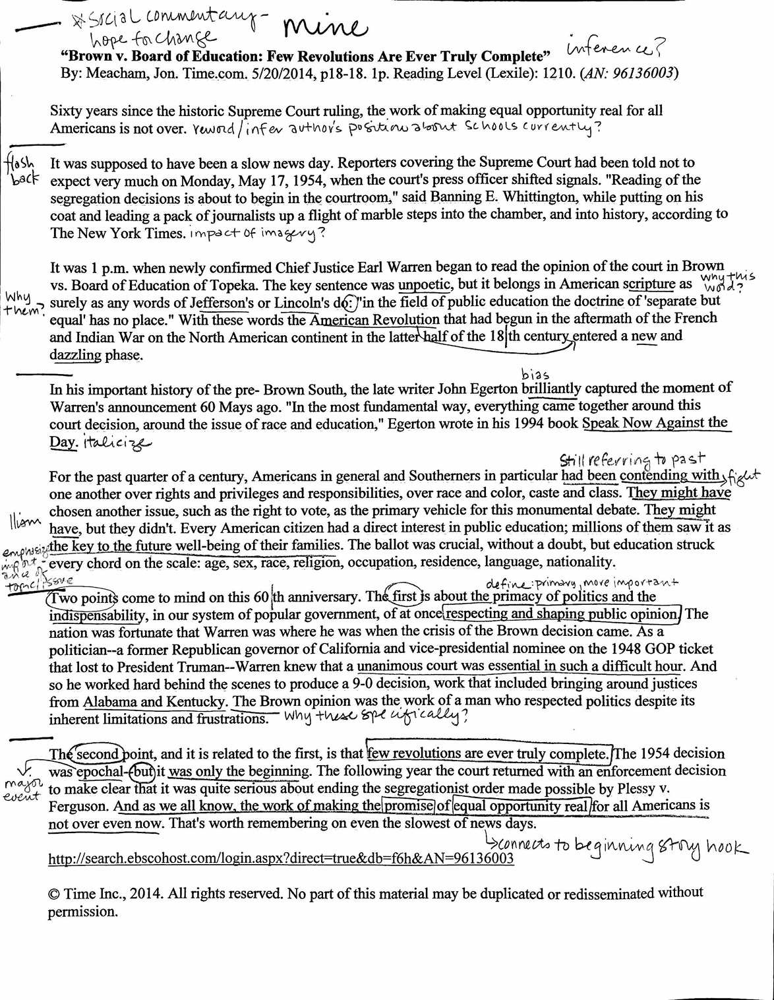 * Social commentary -
hope for change
mine
inference?
“Brown v. Board of Education: Few Revolutions Are Ever Truly Complete”
By: Meacham, Jon. Time.com. 5/20/2014, p18-18. 1p. Reading Level (Lexile): 1210. (AN: 96136003)
Sixty years since the historic Supreme Court ruling, the work of making equal opportunity real for all
Americans is not over. reword/infer author's position about schools currently?
flash
back
It was supposed to have been a slow news day. Reporters covering the Supreme Court had been told not to
expect very much on Monday, May 17, 1954, when the court's press officer shifted signals. "Reading of the
segregation decisions is about to begin in the courtroom," said Banning E. Whittington, while putting on his
coat and leading a pack of journalists up a flight of marble steps into the chamber, and into history, according to
The New York Times. impact of imagery?
It was 1 p.m. when newly confirmed Chief Justice Earl Warren began to read the opinion of the court in Brown
vs. Board of Education of Topeka. The key sentence was unpoetic, but it belongs in American scripture as
why this
word?
why
them?
surely as any words of Jefferson's or Lincoln's do: "in the field of public education the doctrine of 'separate but
equal' has no place." With these words the American Revolution that had begun in the aftermath of the French
and Indian War on the North American continent in the latter half of the 18th century entered a new and
dazzling phase.
bias
In his important history of the pre- Brown South, the late writer John Egerton brilliantly captured the moment of
Warren's announcement 60 Mays ago. "In the most fundamental way, everything came together around this
court decision, around the issue of race and education," Egerton wrote in his 1994 book Speak Now Against the
Day. italicize
Still referring to past
For the past quarter of a century, Americans in general and Southerners in particular had been contending with fight
one another over rights and privileges and responsibilities, over race and color, caste and class. They might have
chosen another issue, such as the right to vote, as the primary vehicle for this monumental debate. They might
llism
have, but they didn't. Every American citizen had a direct interest in public education; millions of them saw it as
the key to the future well-being of their families. The ballot was crucial, without a doubt, but education struck
every chord on the scale: age, sex, race, religion, occupation, residence, language, nationality.
emphasize
import-
ance of
topic/issue
define: primary, more important
Two points come to mind on this 60th anniversary. The first is about the primacy of politics and the
indispensability, in our system of popular government, of at once respecting and shaping public opinion. The
nation was fortunate that Warren was where he was when the crisis of the Brown decision came. As a
politician--a former Republican governor of California and vice-presidential nominee on the 1948 GOP ticket
that lost to President Truman--Warren knew that a unanimous court was essential in such a difficult hour. And
so he worked hard behind the scenes to produce a 9-0 decision, work that included bringing around justices
from Alabama and Kentucky. The Brown opinion was the work of a man who respected politics despite its
inherent limitations and frustrations. why these specifically?
The second point, and it is related to the first, is that few revolutions are ever truly complete. The 1954 decision
was epochal--but it was only the beginning. The following year the court returned with an enforcement decision
major
event
to make clear that it was quite serious about ending the segregationist order made possible by Plessy v.
Ferguson. And as we all know, the work of making the promise of equal opportunity real for all Americans is
not over even now. That's worth remembering on even the slowest of news days.
connects to beginning story hook
http://search.ebscohost.com/login.aspx?direct=true&db=f6h&AN=96136003
© Time Inc., 2014. All rights reserved. No part of this material may be duplicated or redisseminated without
permission.